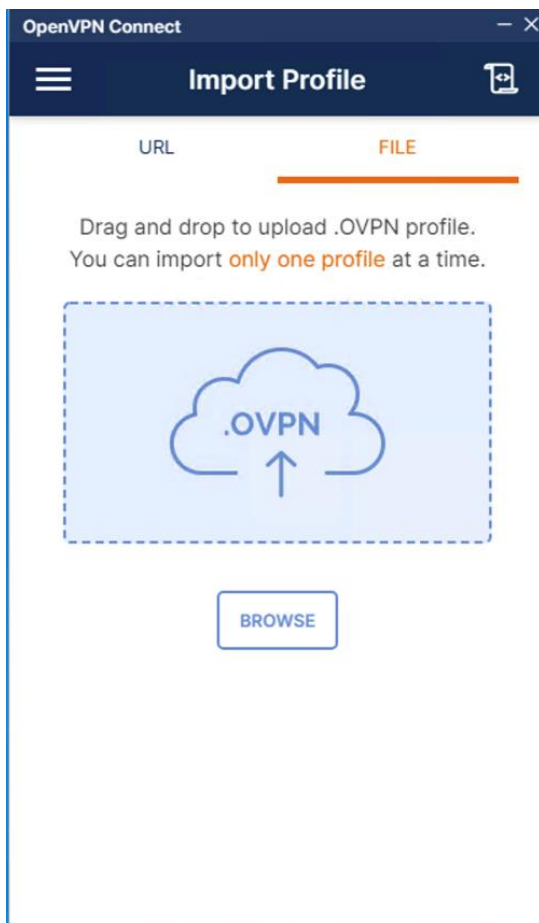 OpenVPN Connect
Import Profile
URL
FILE
Drag and drop to upload .OVPN profile.
You can import only one profile at a time.
.OVPN
BROWSE